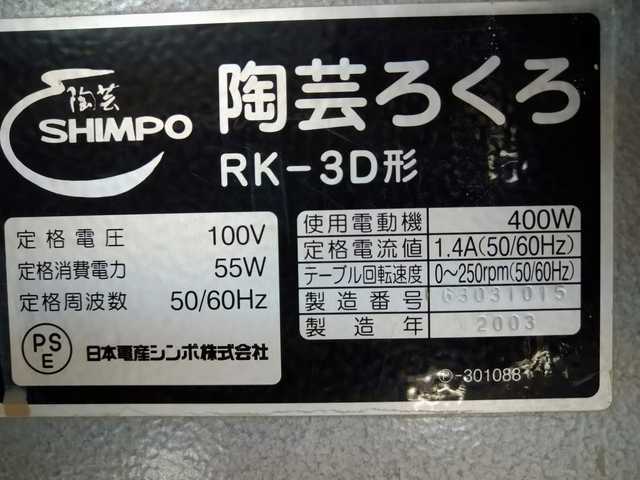 陶芸
SHIMPO
陶芸ろくろ
RK-3D形
定格電圧 100V
定格消費電力 55W
定格周波数 50/60Hz
PS
E
日本電産シンポ株式会社
使用電動機 400W
定格電流値 1.4A(50/60Hz)
テーブル回転速度 0~250rpm(50/60Hz)
製造番号 63031015
製造年 2003
-301088